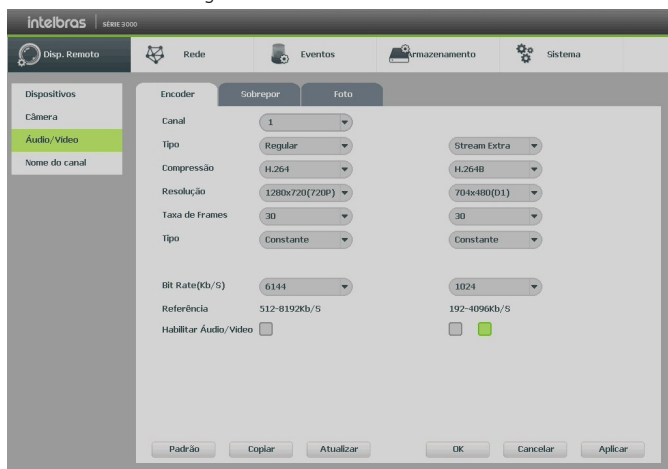 intelbras SÉRIE 3000
Disp. Remoto Rede Eventos Armazenamento Sistema
Dispositivos
Câmera
Áudio/Video
Nome do canal
Encoder Sobrepor Foto
Canal 1
Tipo Regular Stream Extra
Compressão H.264 H.264B
Resolução 1280x720(720P) 704x480(D1)
Taxa de Frames 30 30
Tipo Constante Constante
Bit Rate(Kb/S) 6144 1024
Referência 512-8192Kb/S 192-4096Kb/S
Habilitar Áudio/Video
Padrão Copiar Atualizar OK Cancelar Aplicar